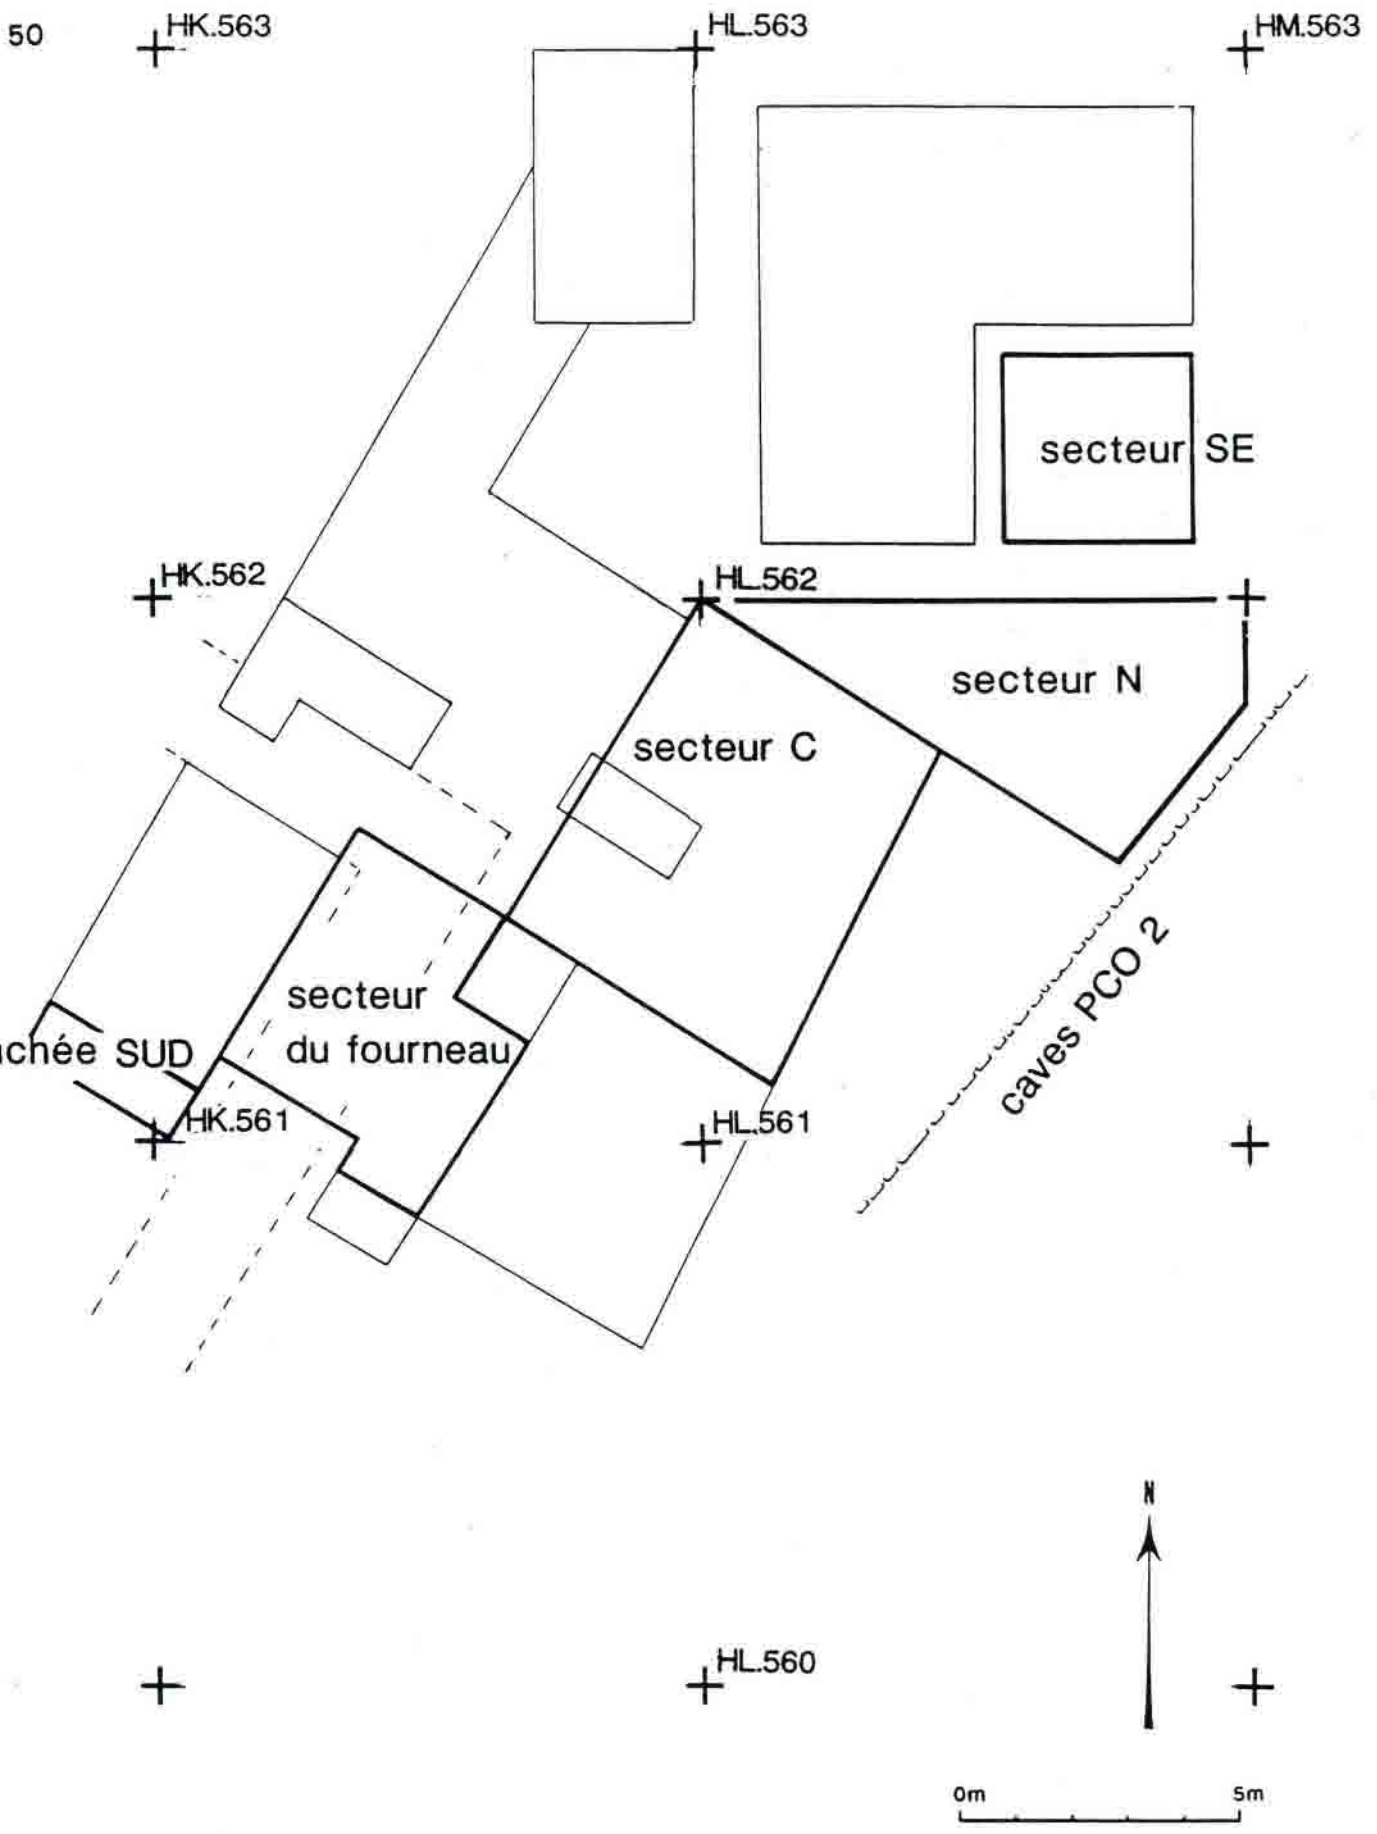 50
HK.563
HL.563
HM.563
secteur SE
HK.562
HL.562
secteur N
secteur C
secteur
du fourneau
chée SUD
caves PCO 2
HK.561
HL.561
N
HL.560
0m
5m